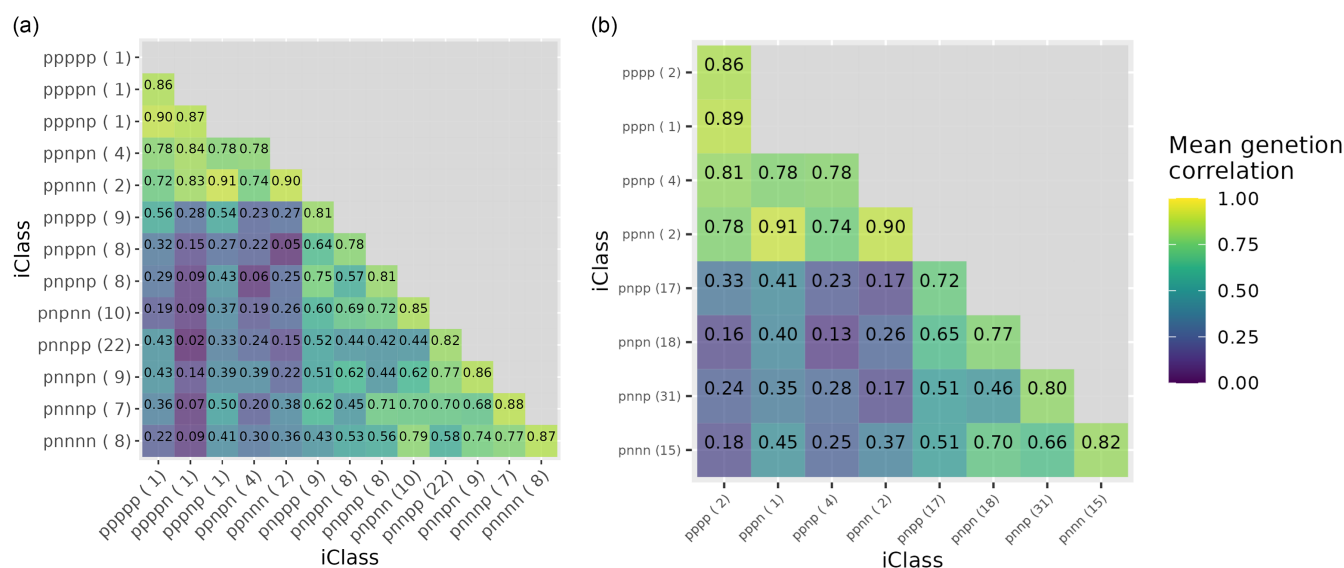 (a)
ppppp ( 1)
ppppn ( 1)
0.86
pppnp ( 1)
0.90 0.87
ppnpn ( 4)
0.78 0.84 0.78 0.78
ppnnn ( 2)
0.72 0.83 0.91 0.74 0.90
pnppp ( 9)
0.56 0.28 0.54 0.23 0.27 0.81
pnppn ( 8)
0.32 0.15 0.27 0.22 0.05 0.64 0.78
pnpnp ( 8)
0.29 0.09 0.43 0.06 0.25 0.75 0.57 0.81
pnpnn (10)
0.19 0.09 0.37 0.19 0.26 0.60 0.69 0.72 0.85
pnnpp (22)
0.43 0.02 0.33 0.24 0.15 0.52 0.44 0.42 0.44 0.82
pnnpn ( 9)
0.43 0.14 0.39 0.39 0.22 0.51 0.62 0.44 0.62 0.77 0.86
pnnnp ( 7)
0.36 0.07 0.50 0.20 0.38 0.62 0.45 0.71 0.70 0.70 0.68 0.88
pnnnn ( 8)
0.22 0.09 0.41 0.30 0.36 0.43 0.53 0.56 0.79 0.58 0.74 0.77 0.87
iClass
ppppp ( 1)
ppppn ( 1)
pppnp ( 1)
ppnpn ( 4)
ppnnn ( 2)
pnppp ( 9)
pnppn ( 8)
pnpnp ( 8)
pnpnn (10)
pnnpp (22)
pnnpn ( 9)
pnnnp ( 7)
pnnnn ( 8)
iClass
(b)
pppp ( 2)
0.86
pppn ( 1)
0.89
ppnp ( 4)
0.81 0.78 0.78
ppnn ( 2)
0.78 0.91 0.74 0.90
pnpp (17)
0.33 0.41 0.23 0.17 0.72
pnpn (18)
0.16 0.40 0.13 0.26 0.65 0.77
pnnp (31)
0.24 0.35 0.28 0.17 0.51 0.46 0.80
pnnn (15)
0.18 0.45 0.25 0.37 0.51 0.70 0.66 0.82
iClass
pppp ( 2)
pppn ( 1)
ppnp ( 4)
ppnn ( 2)
pnpp (17)
pnpn (18)
pnnp (31)
pnnn (15)
iClass
Mean genetion
correlation
1.00
0.75
0.50
0.25
0.00